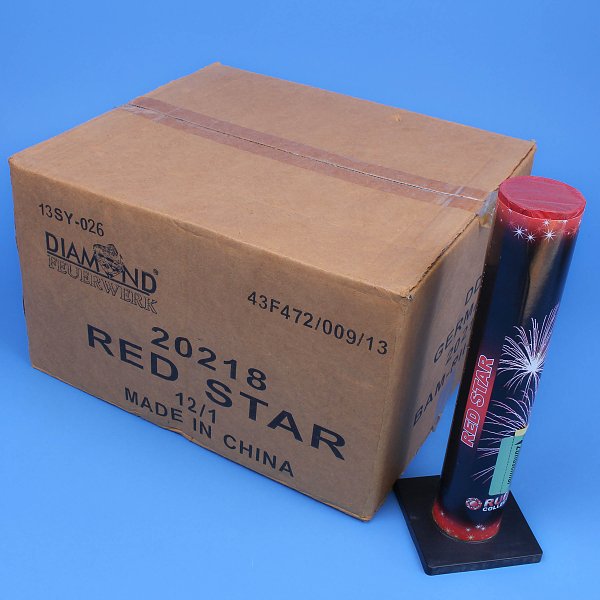 13SY-026
DIAMOND®
FEUERWERK
43F472/009/13
20218
RED STAR
12/1
MADE IN CHINA
RED STAR